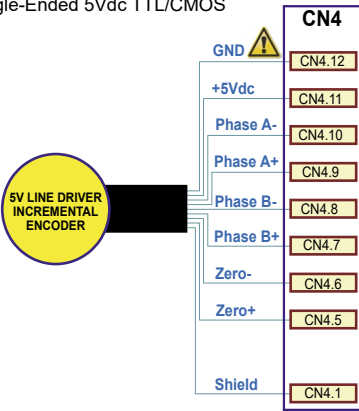 gle-Ended 5Vdc TTL/CMOS
CN4
GND
CN4.12
+5Vdc
CN4.11
Phase A-
CN4.10
Phase A+
CN4.9
5V LINE DRIVER
INCREMENTAL
ENCODER
Phase B-
CN4.8
Phase B+
CN4.7
Zero-
CN4.6
Zero+
CN4.5
Shield
CN4.1